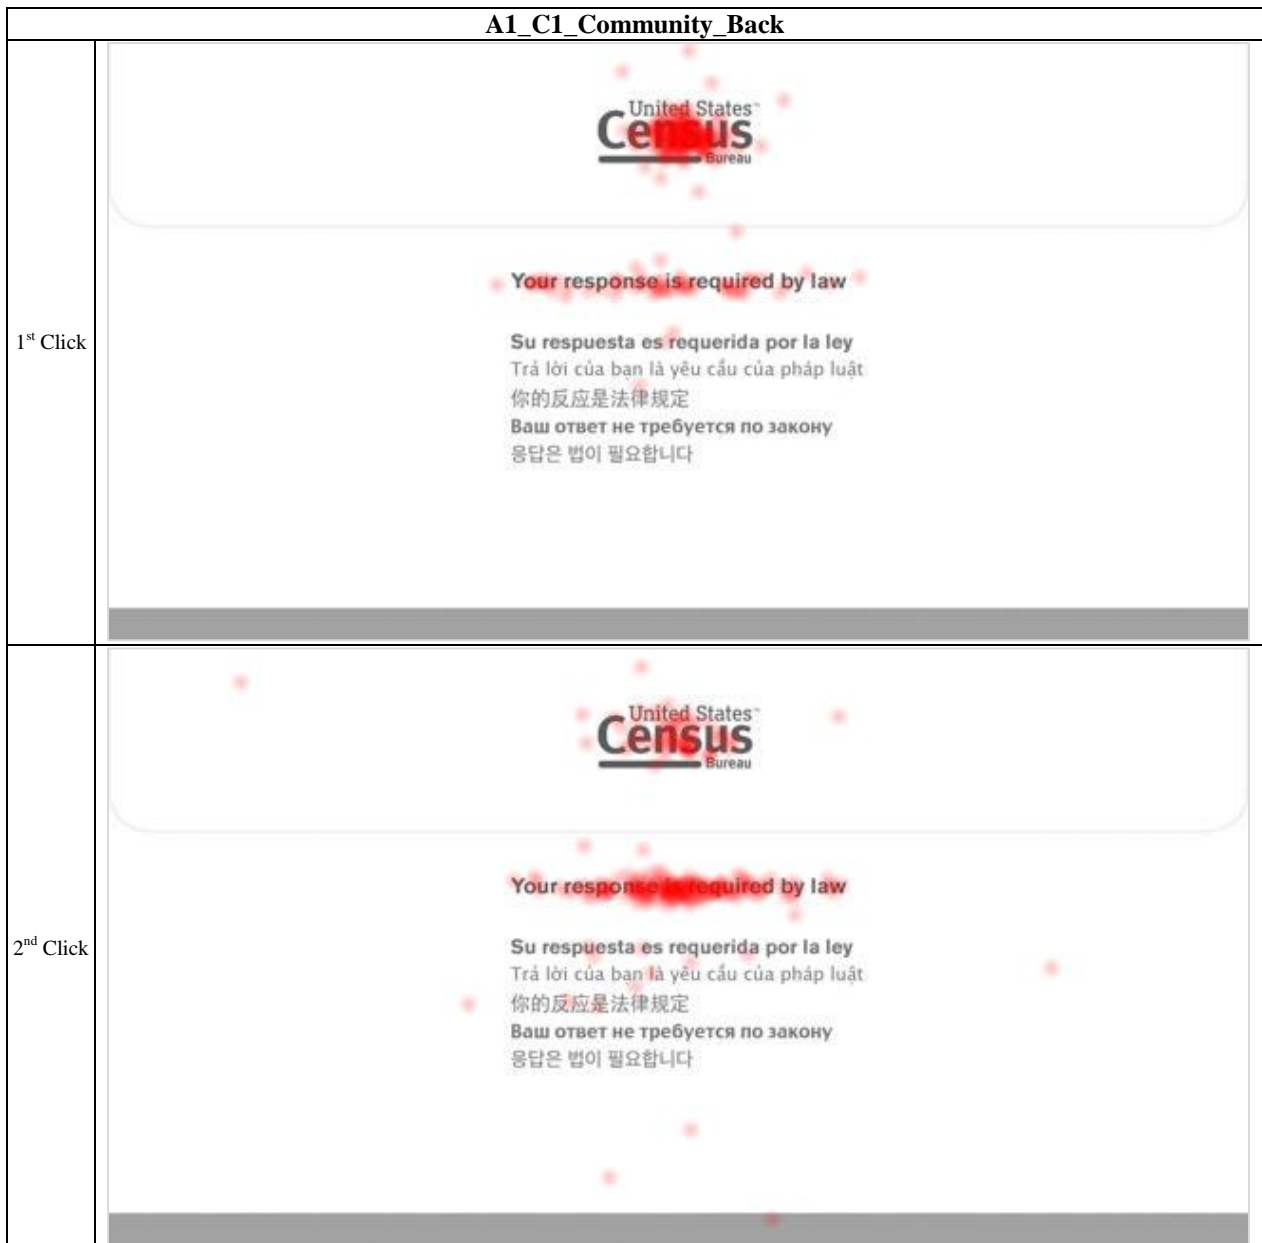 A1_C1_Community_Back
1st Click
United States™
Census
Bureau
Your response is required by law
Su respuesta es requerida por la ley
Trả lời của bạn là yêu cầu của pháp luật
你的反应是法律规定
Ваш ответ не требуется по закону
응답은 법이 필요합니다
2nd Click
United States™
Census
Bureau
Your response is required by law
Su respuesta es requerida por la ley
Trả lời của bạn là yêu cầu của pháp luật
你的反应是法律规定
Ваш ответ не требуется по закону
응답은 법이 필요합니다